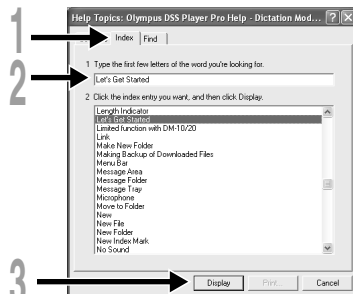 Help Topics: Olympus DSS Player Pro Help - Dictation Mod...
Index Find
1 Type the first few letters of the word you're looking for.
Let's Get Started
2 Click the index entry you want, and then click Display.
Length Indicator
Let's Get Started
Limited function with DM-10/20
Link
Make New Folder
Making Backup of Downloaded Files
Menu Bar
Message Area
Message Folder
Message Tray
Microphone
Move to Folder
New
New File
New Folder
New Index Mark
No Sound
Display Print... Cancel
1
2
3